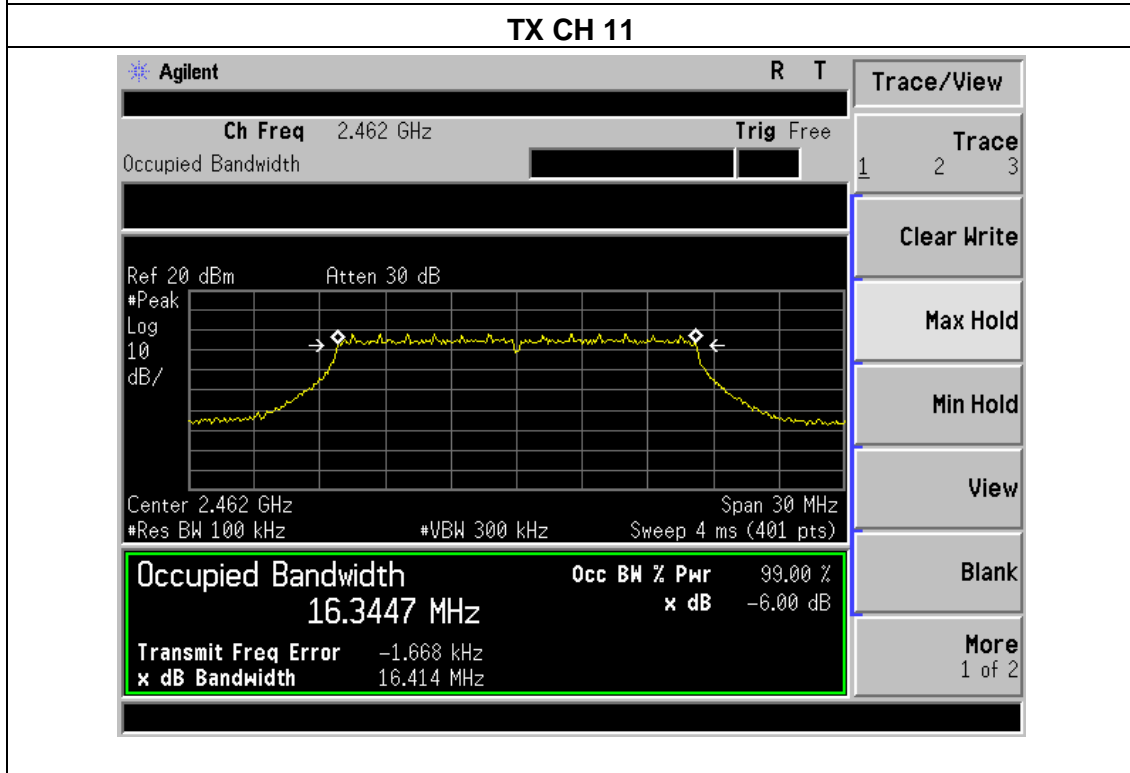 TX CH 11
Agilent R T
Trace/View
Ch Freq 2.462 GHz Trig Free
Occupied Bandwidth
Trace
1 2 3
Clear Write
Ref 20 dBm Atten 30 dB
#Peak
Log
10
dB/
Max Hold
Min Hold
View
Center 2.462 GHz Span 30 MHz
#Res BW 100 kHz #VBW 300 kHz Sweep 4 ms (401 pts)
Occupied Bandwidth Occ BW % Pwr 99.00 %
16.3447 MHz x dB -6.00 dB
Blank
Transmit Freq Error -1.668 kHz
x dB Bandwidth 16.414 MHz
More
1 of 2